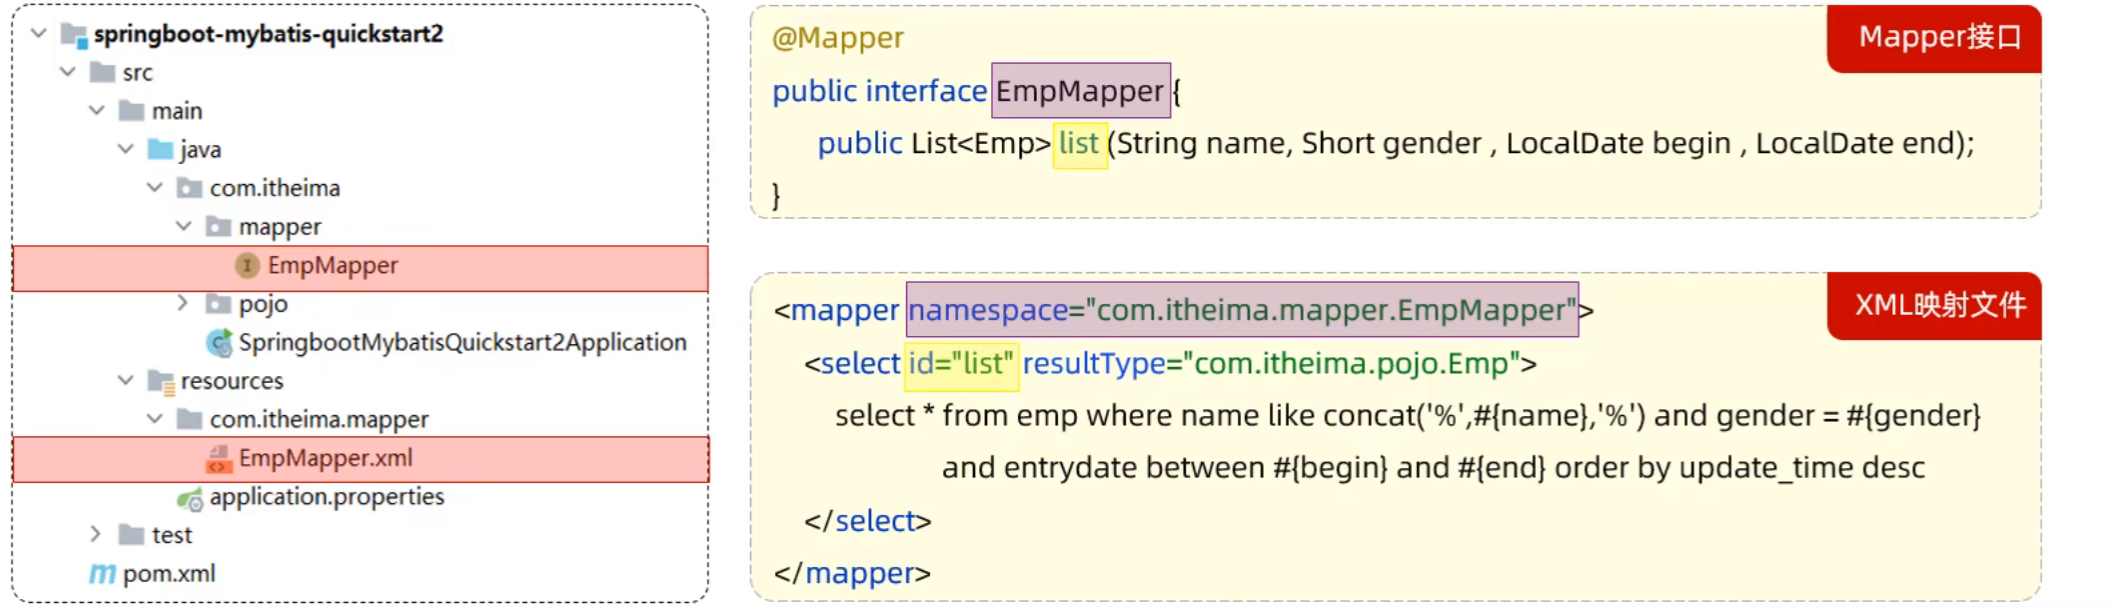 springboot-mybatis-quickstart2
src
main
java
com.itheima
mapper
EmpMapper
pojo
SpringbootMybatisQuickstart2Application
resources
com.itheima.mapper
EmpMapper.xml
application.properties
test
pom.xml
Mapper接口
@Mapper
public interface EmpMapper {
public List<Emp> list (String name, Short gender , LocalDate begin , LocalDate end);
}
XML映射文件
<mapper namespace="com.itheima.mapper.EmpMapper">
<select id="list" resultType="com.itheima.pojo.Emp">
select * from emp where name like concat('%',#{name},'%') and gender = #{gender}
and entrydate between #{begin} and #{end} order by update_time desc
</select>
</mapper>